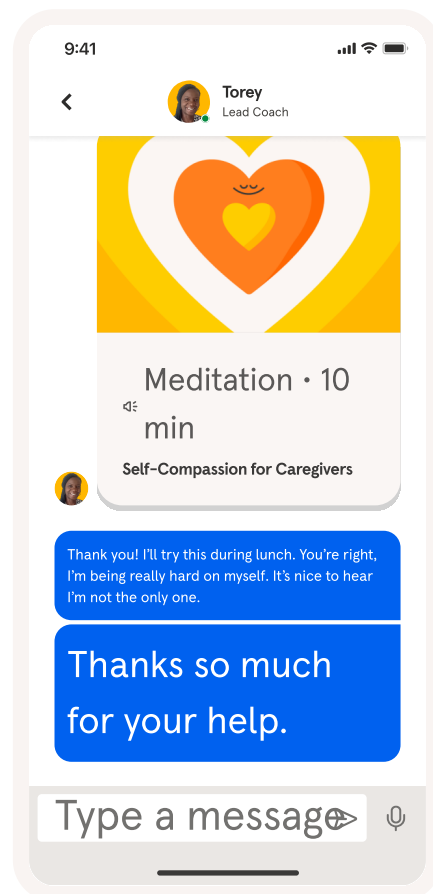 9:41
Torey
Lead Coach
Meditation • 10
min
Self-Compassion for Caregivers
Thank you! I'll try this during lunch. You're right,
I'm being really hard on myself. It's nice to hear
I'm not the only one.
Thanks so much
for your help.
Type a message